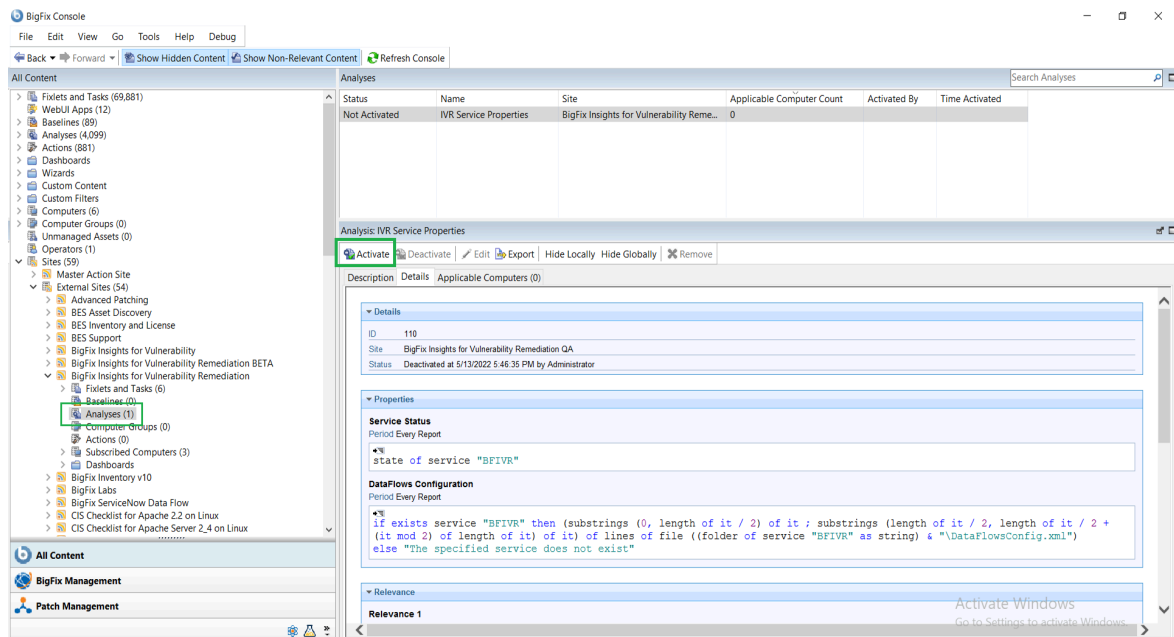 BigFix Console
File Edit View Go Tools Help Debug
Back Forward Show Hidden Content Show Non-Relevant Content Refresh Console
All Content
Fixlets and Tasks (69,881)
WebUI Apps (12)
Baselines (89)
Analyses (4,099)
Actions (881)
Dashboards
Wizards
Custom Content
Custom Filters
Computers (6)
Computer Groups (0)
Unmanaged Assets (0)
Operators (1)
Sites (59)
Master Action Site
External Sites (54)
Advanced Patching
BES Asset Discovery
BES Inventory and License
BES Support
BigFix Insights for Vulnerability
BigFix Insights for Vulnerability Remediation BETA
BigFix Insights for Vulnerability Remediation
Fixlets and Tasks (6)
Baselines (0)
Analyses (1)
Computer Groups (0)
Actions (0)
Subscribed Computers (3)
Dashboards
BigFix Inventory v10
BigFix Labs
BigFix ServiceNow Data Flow
CIS Checklist for Apache 2.2 on Linux
CIS Checklist for Apache Server 2_4 on Linux
All Content
BigFix Management
Patch Management
Analyses
Search Analyses
Status Name Site Applicable Computer Count Activated By Time Activated
Not Activated IVR Service Properties BigFix Insights for Vulnerability Reme... 0
Analysis: IVR Service Properties
Activate Deactivate Edit Export Hide Locally Hide Globally Remove
Description Details Applicable Computers (0)
Details
ID 110
Site BigFix Insights for Vulnerability Remediation QA
Status Deactivated at 5/13/2022 5:46:35 PM by Administrator
Properties
Service Status
Period Every Report
state of service "BFIVR"
DataFlows Configuration
Period Every Report
if exists service "BFIVR" then (substrings (0, length of it / 2) of it ; substrings (length of it / 2, length of it / 2 +
(it mod 2) of length of it) of it) of lines of file ((folder of service "BFIVR" as string) & "\DataFlowsConfig.xml")
else "The specified service does not exist"
Relevance
Relevance 1
Activate Windows
Go to Settings to activate Windows.